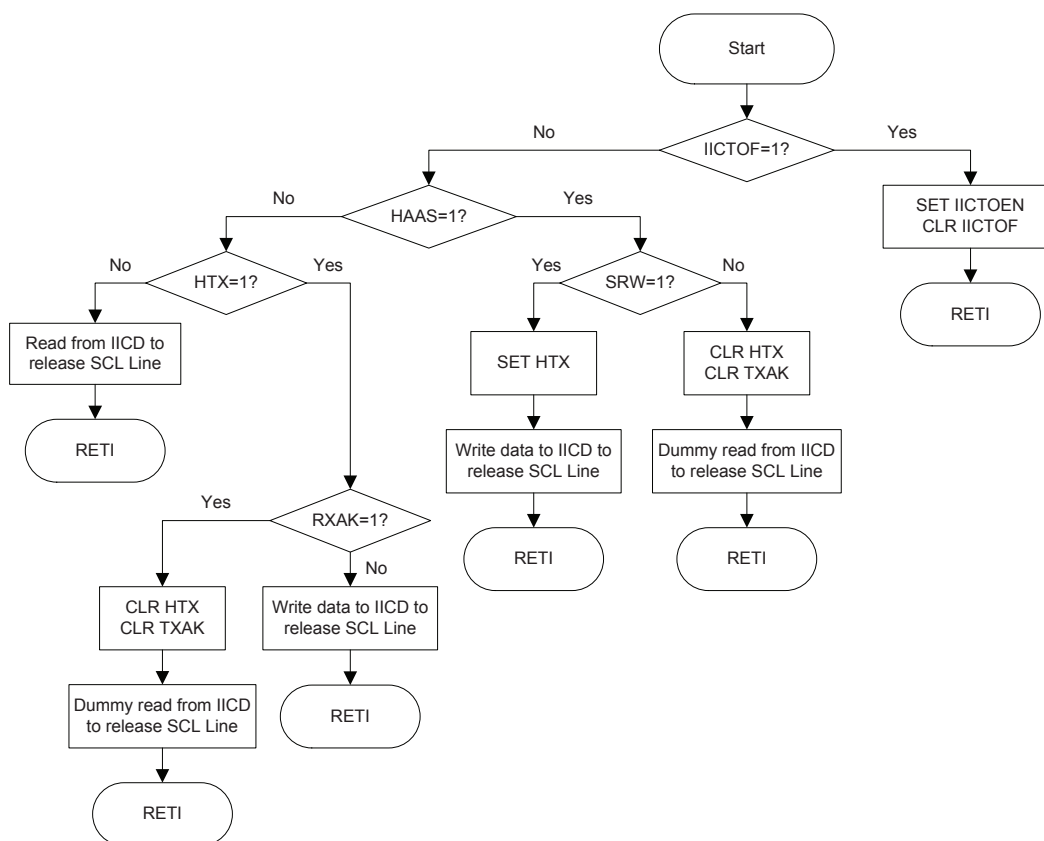 Start
No
Yes
IICTOF=1?
No
HAAS=1?
Yes
SET IICTOEN
CLR IICTOF
No
HTX=1?
Yes
Yes
SRW=1?
No
RETI
Read from IICD to
release SCL Line
SET HTX
CLR HTX
CLR TXAK
RETI
Write data to IICD to
release SCL Line
Dummy read from IICD
to release SCL Line
Yes
RXAK=1?
RETI
RETI
No
CLR HTX
CLR TXAK
Write data to IICD to
release SCL Line
Dummy read from IICD
to release SCL Line
RETI
RETI